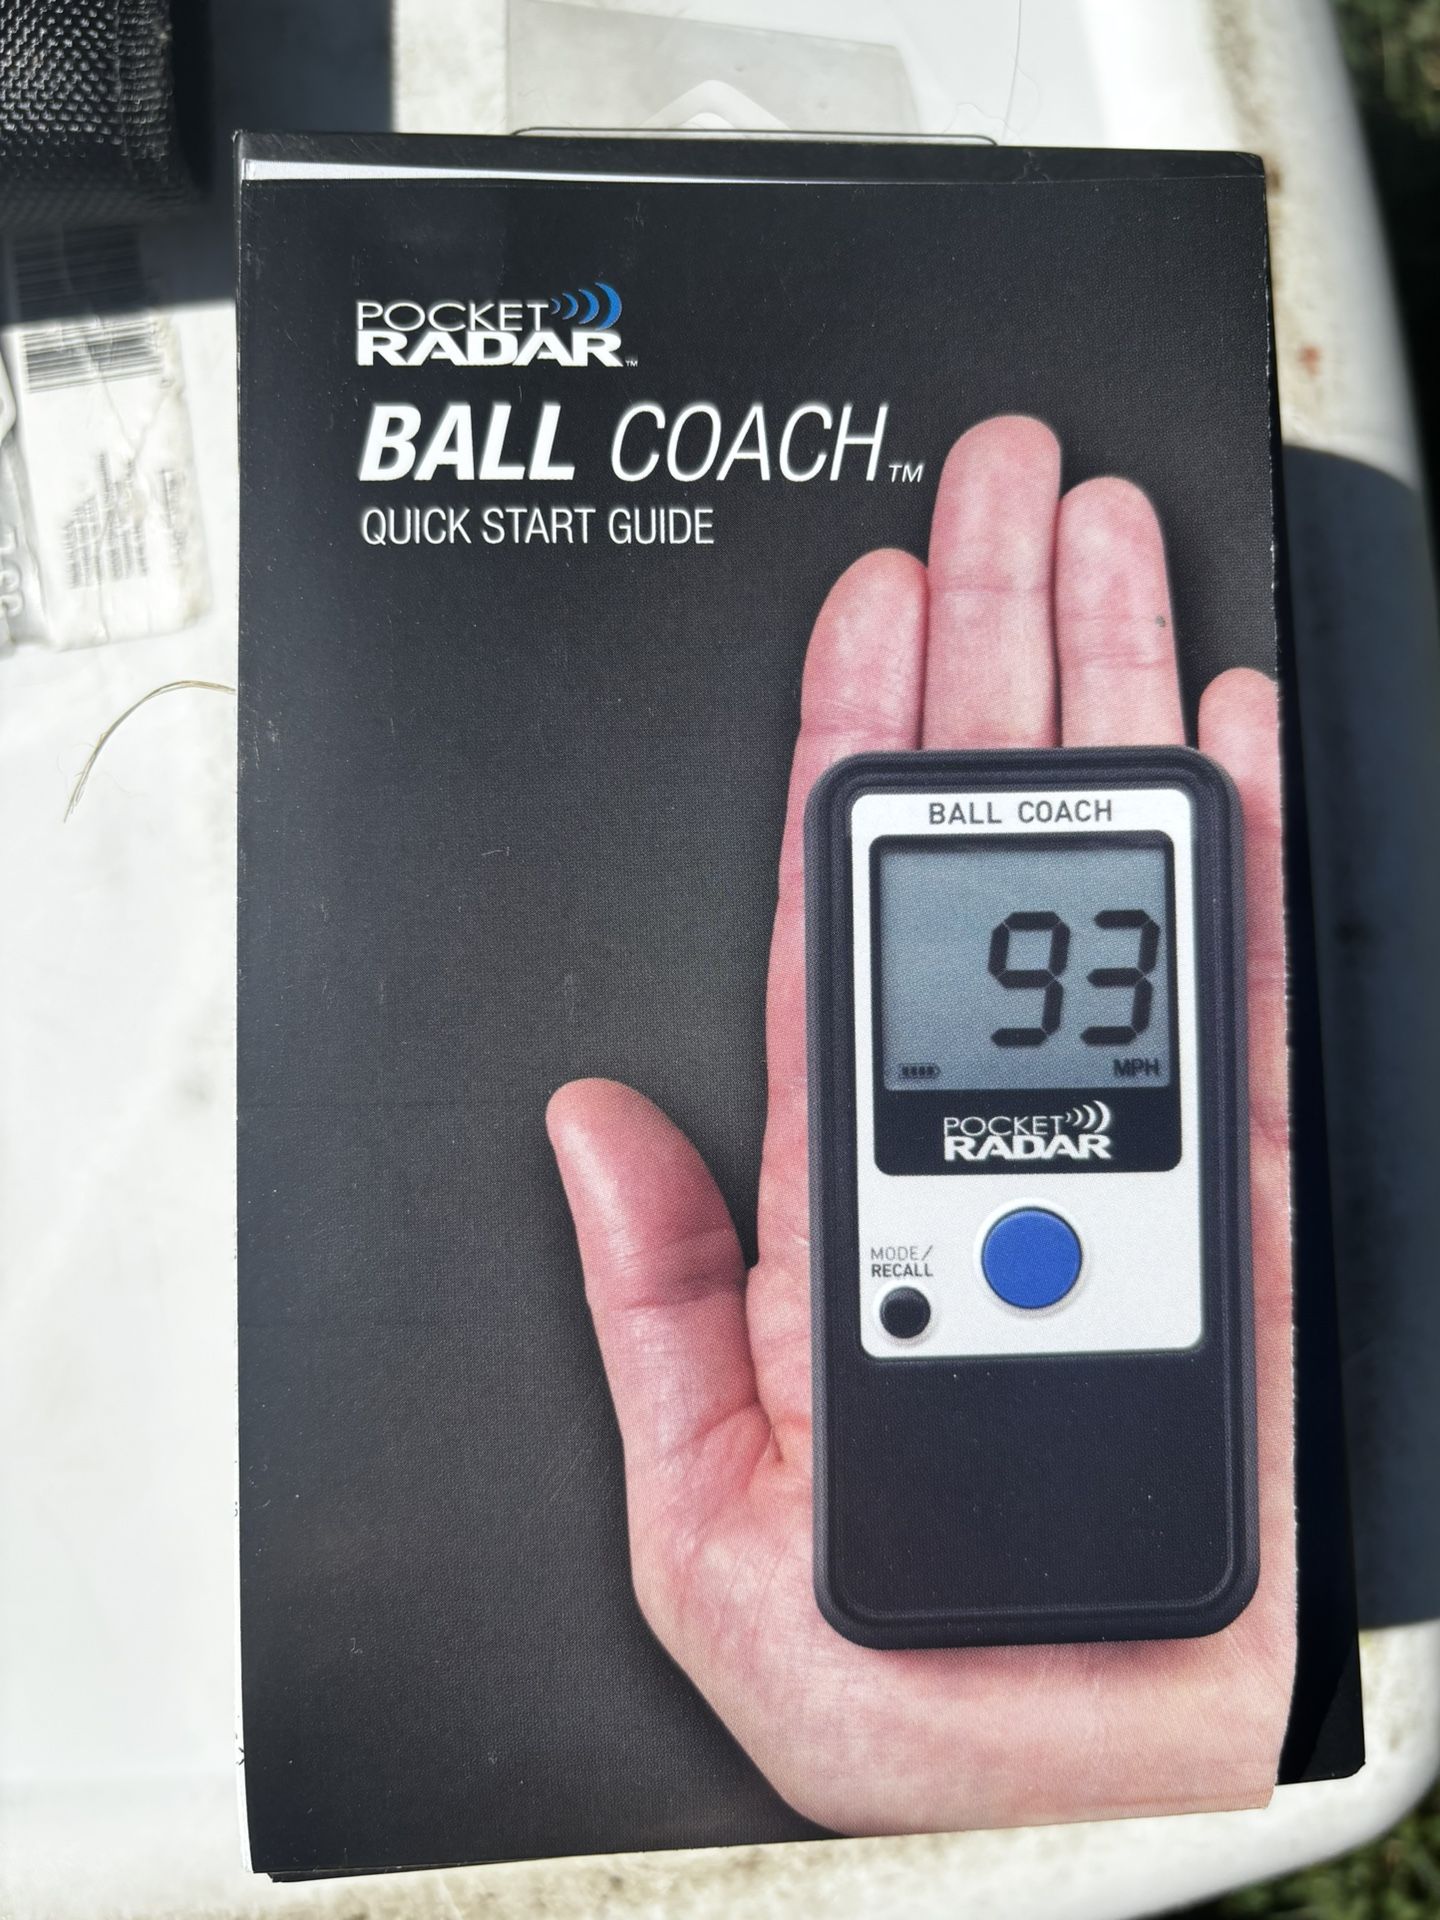 POCKET
RADAR™
BALL COACH™
QUICK START GUIDE
BALL COACH
93
MPH
POCKET
RADAR
MODE/
RECALL